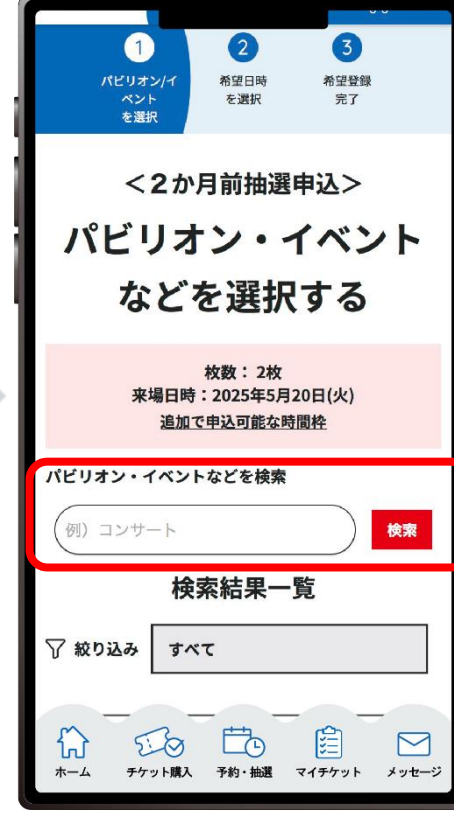 1
2
3
パビリオン/イ
ベント
を選択
希望日時
を選択
希望登録
完了
＜２か月前抽選申込＞
パビリオン・イベント
などを選択する
枚数： 2枚
来場日時：2025年5月20日(火)
追加で申込可能な時間枠
パビリオン・イベントなどを検索
例）コンサート
検索
検索結果一覧
絞り込み
すべて
ホーム
チケット購入
予約・抽選
マイチケット
メッセージ